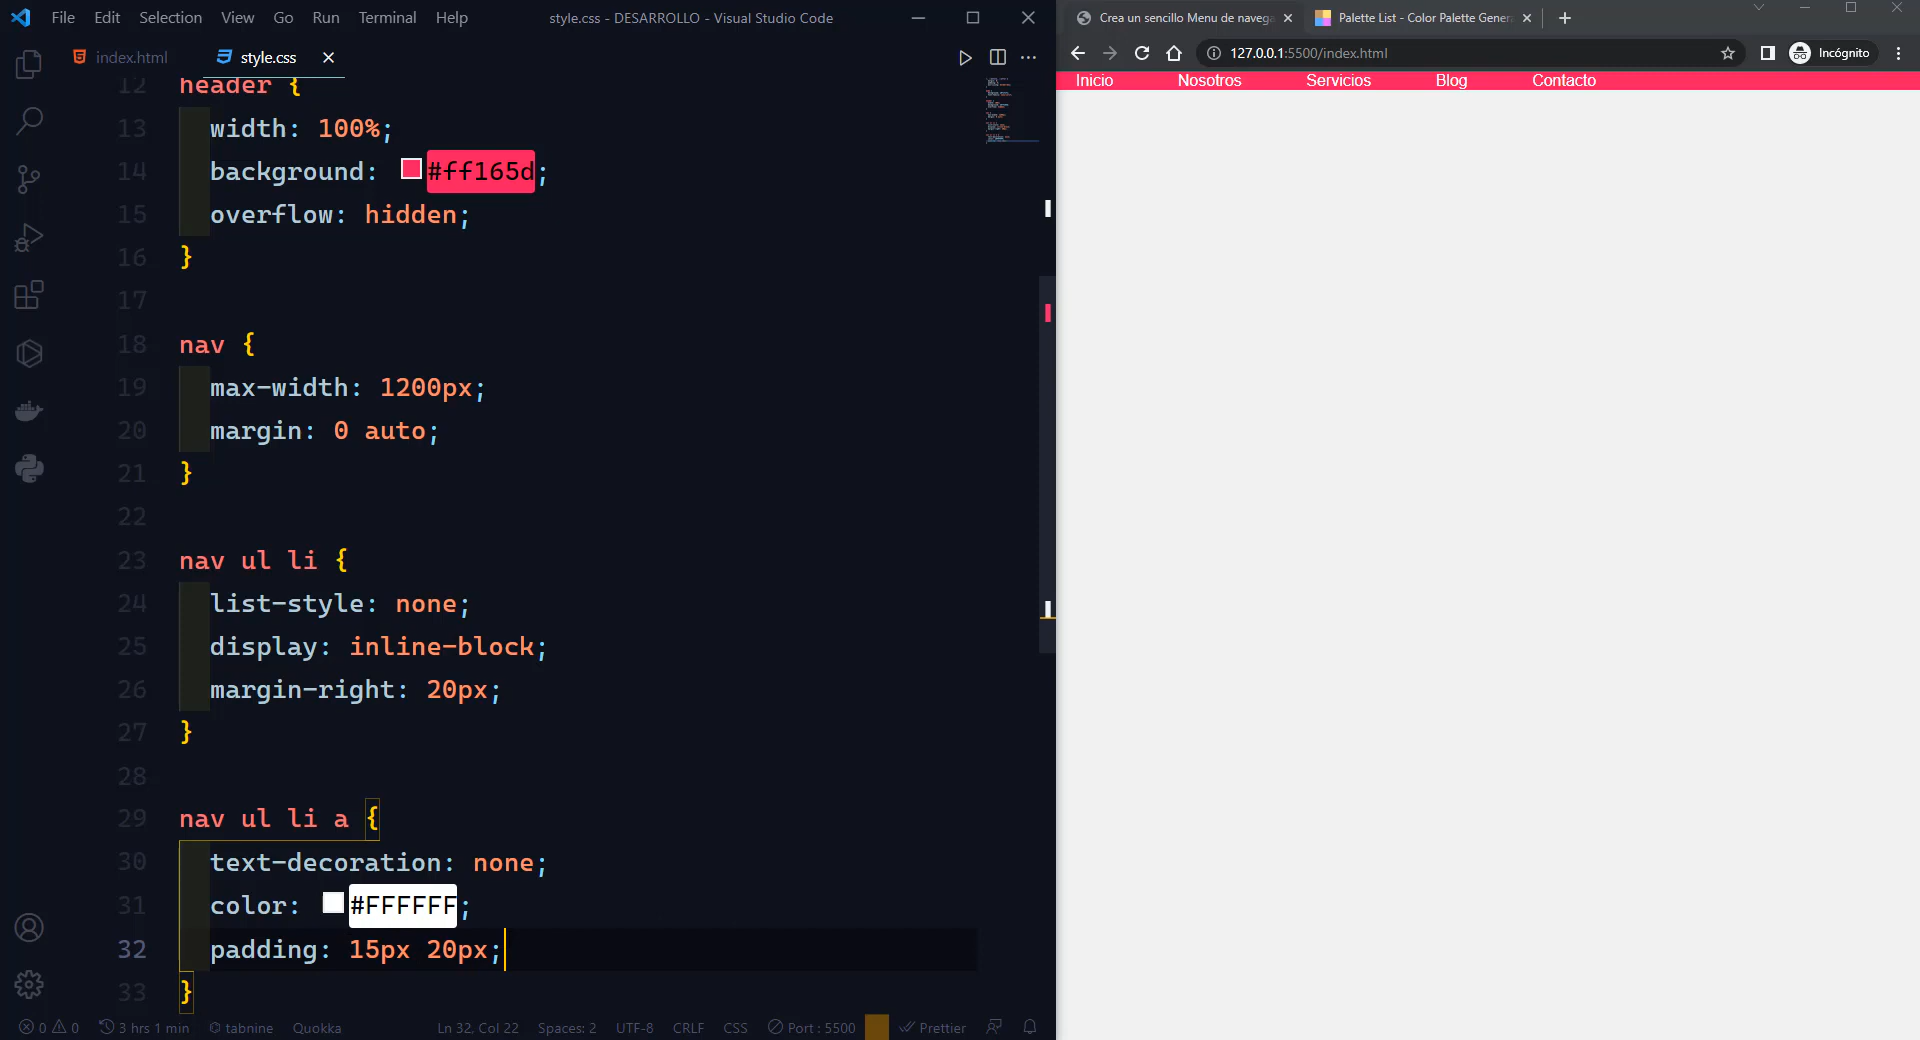 File Edit Selection View Go Run Terminal Help
style.css - DESARROLLO - Visual Studio Code
index.html
style.css
12 header {
13 width: 100%;
14 background: #ff165d;
15 overflow: hidden;
16 }
17
18 nav {
19 max-width: 1200px;
20 margin: 0 auto;
21 }
22
23 nav ul li {
24 list-style: none;
25 display: inline-block;
26 margin-right: 20px;
27 }
28
29 nav ul li a {
30 text-decoration: none;
31 color: #FFFFFF;
32 padding: 15px 20px;
33 }
0 0 3 hrs 1 min tabnine Quokka Ln 32, Col 22 Spaces: 2 UTF-8 CRLF CSS Port : 5500 Prettier
Crea un sencillo Menu de navega
Palette List - Color Palette Gener
127.0.0.1:5500/index.html
Incógnito
Inicio Nosotros Servicios Blog Contacto